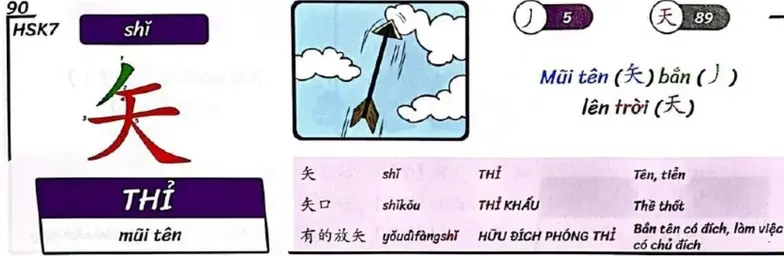 90
HSK7
shǐ
矢
THỈ
mũi tên
丿 5
天 89
Mũi tên (矢) bắn (丿)
lên trời (天)
矢 shǐ THỈ Tên, tiễn
矢口 shǐkǒu THỈ KHẨU Thề thốt
有的放矢 yǒudìfàngshǐ HỮU ĐÍCH PHÓNG THỈ Bắn tên có đích, làm việc có chủ đích